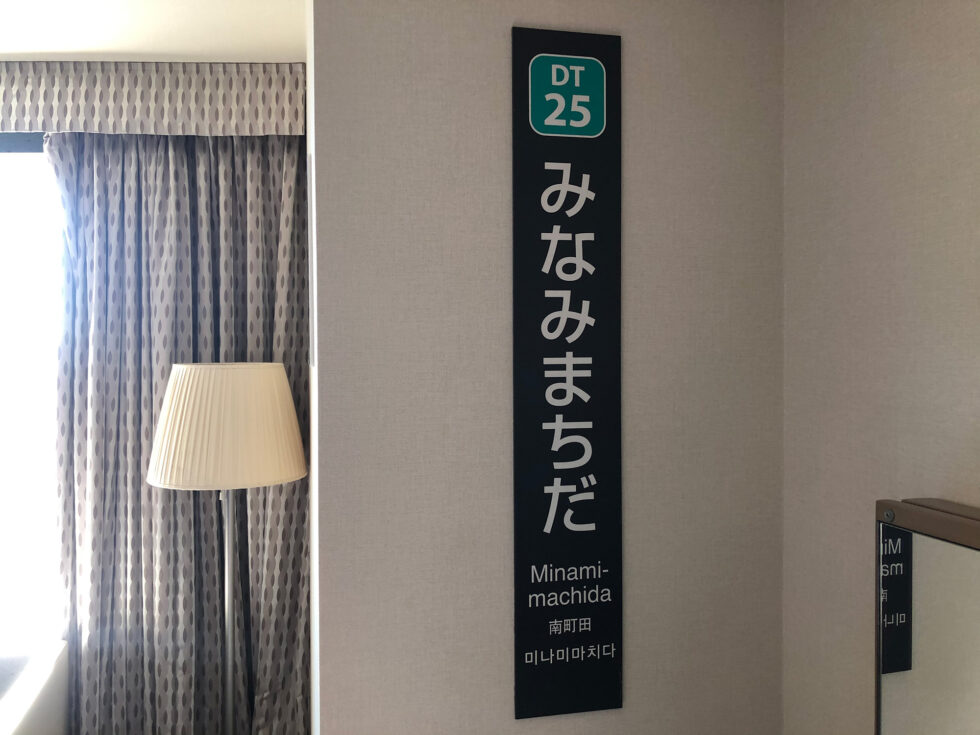 DT
25
みなみまちだ
Minami-
machida
南町田
미나미마치다